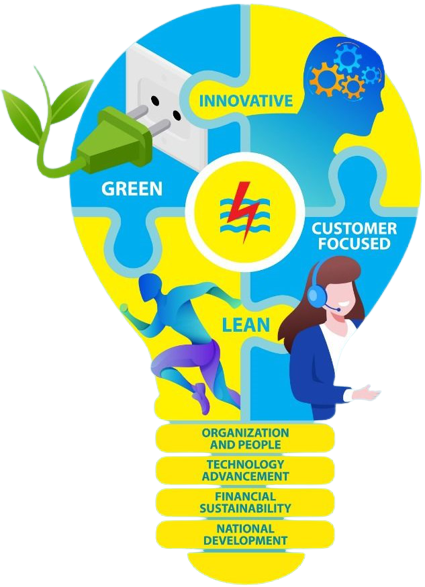 INNOVATIVE
GREEN
CUSTOMER
FOCUSED
LEAN
ORGANIZATION
AND PEOPLE
TECHNOLOGY
ADVANCEMENT
FINANCIAL
SUSTAINABILITY
NATIONAL
DEVELOPMENT